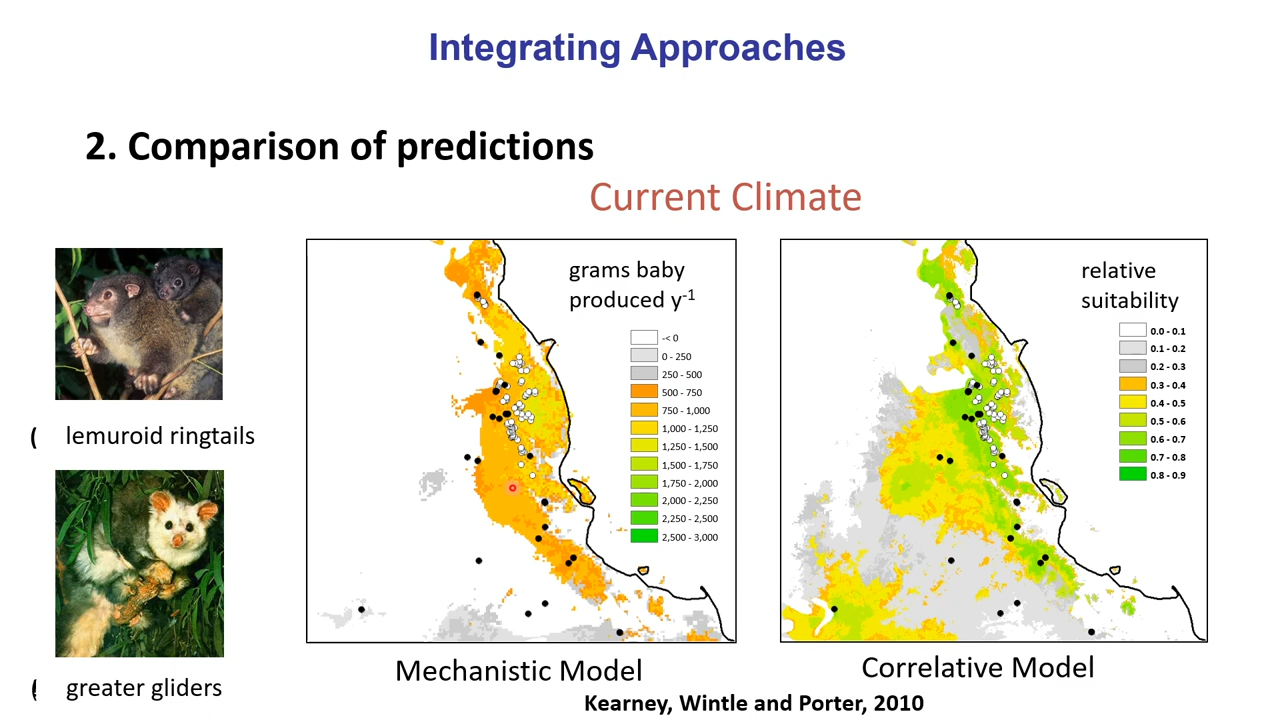 Integrating Approaches
2. Comparison of predictions
Current Climate
grams baby
produced y-1
-< 0
0 - 250
250 - 500
500 - 750
750 - 1,000
1,000 - 1,250
1,250 - 1,500
1,500 - 1,750
1,750 - 2,000
2,000 - 2,250
2,250 - 2,500
2,500 - 3,000
relative
suitability
0.0 - 0.1
0.1 - 0.2
0.2 - 0.3
0.3 - 0.4
0.4 - 0.5
0.5 - 0.6
0.6 - 0.7
0.7 - 0.8
0.8 - 0.9
( lemuroid ringtails
( greater gliders
Mechanistic Model
Correlative Model
Kearney, Wintle and Porter, 2010